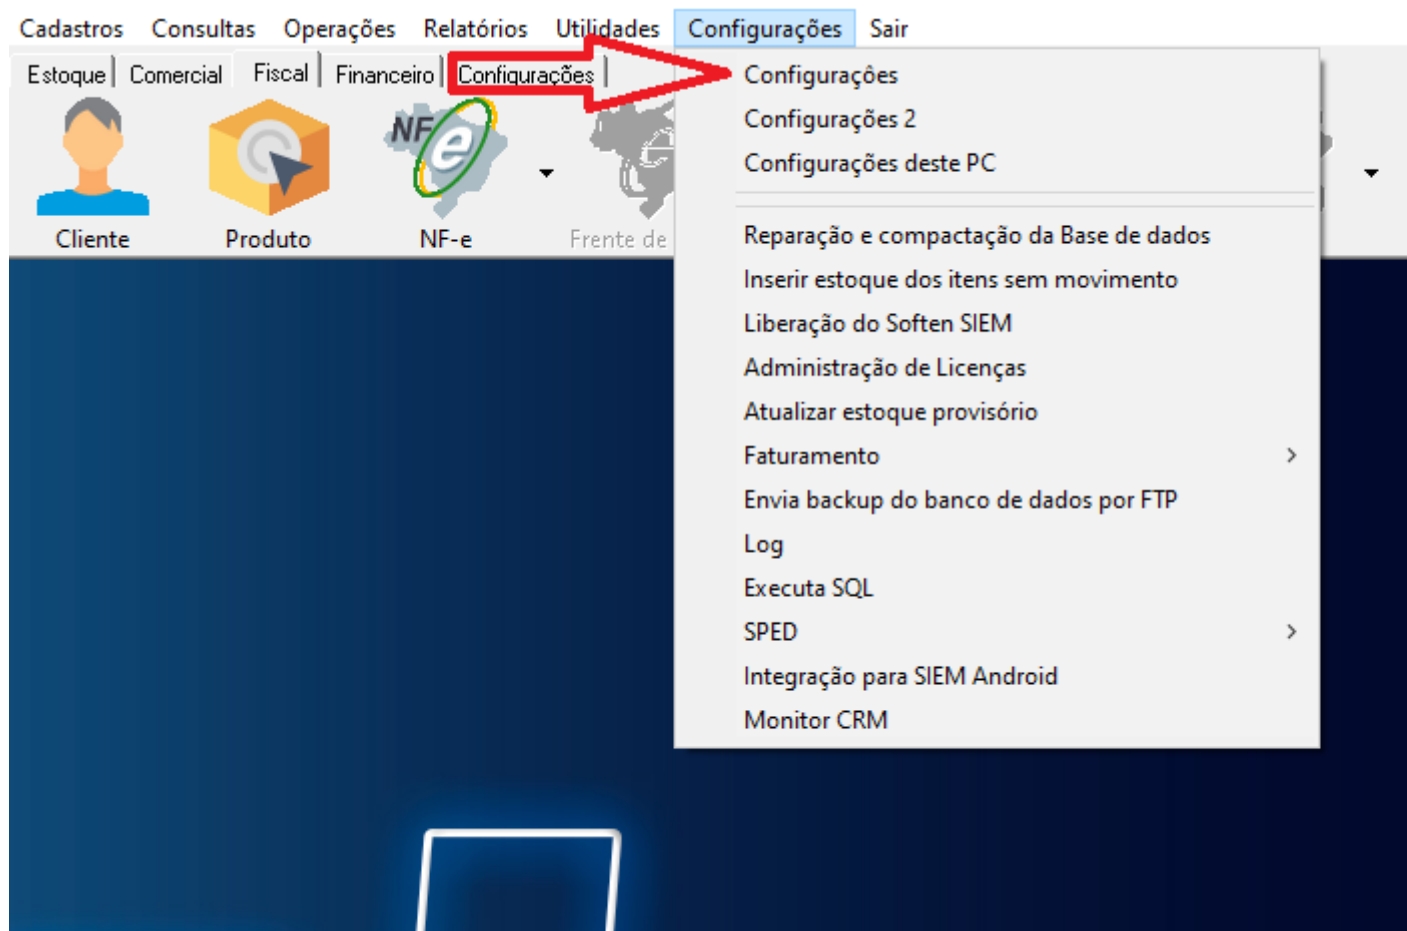 Cadastros Consultas Operações Relatórios Utilidades Configurações Sair
Estoque Comercial Fiscal Financeiro Configurações
NF e
Cliente Produto NF-e Frente de
Configurações
Configurações 2
Configurações deste PC
Reparação e compactação da Base de dados
Inserir estoque dos itens sem movimento
Liberação do Soften SIEM
Administração de Licenças
Atualizar estoque provisório
Faturamento
Envia backup do banco de dados por FTP
Log
Executa SQL
SPED
Integração para SIEM Android
Monitor CRM